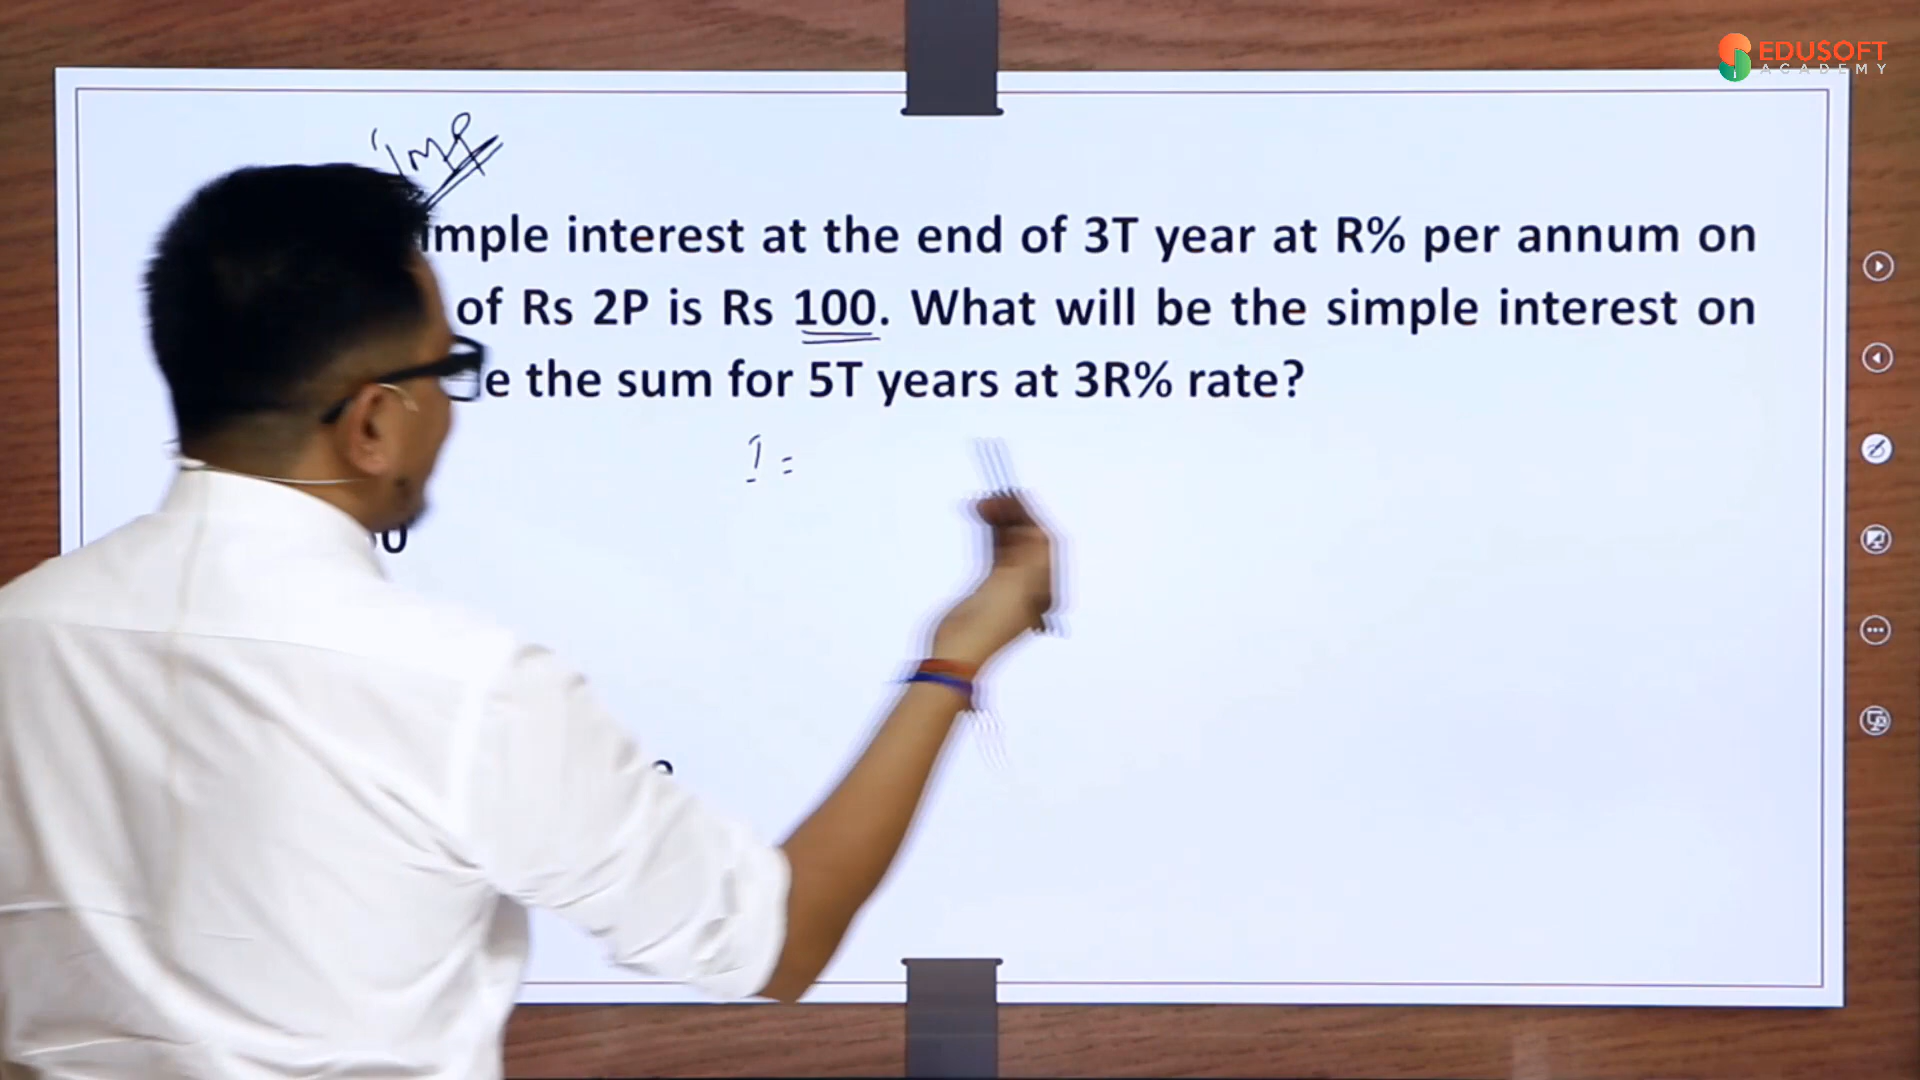 EDUSOFT
ACADEMY
Imp
imple interest at the end of 3T year at R% per annum on
of Rs 2P is Rs 100. What will be the simple interest on
e the sum for 5T years at 3R% rate?
I =
0